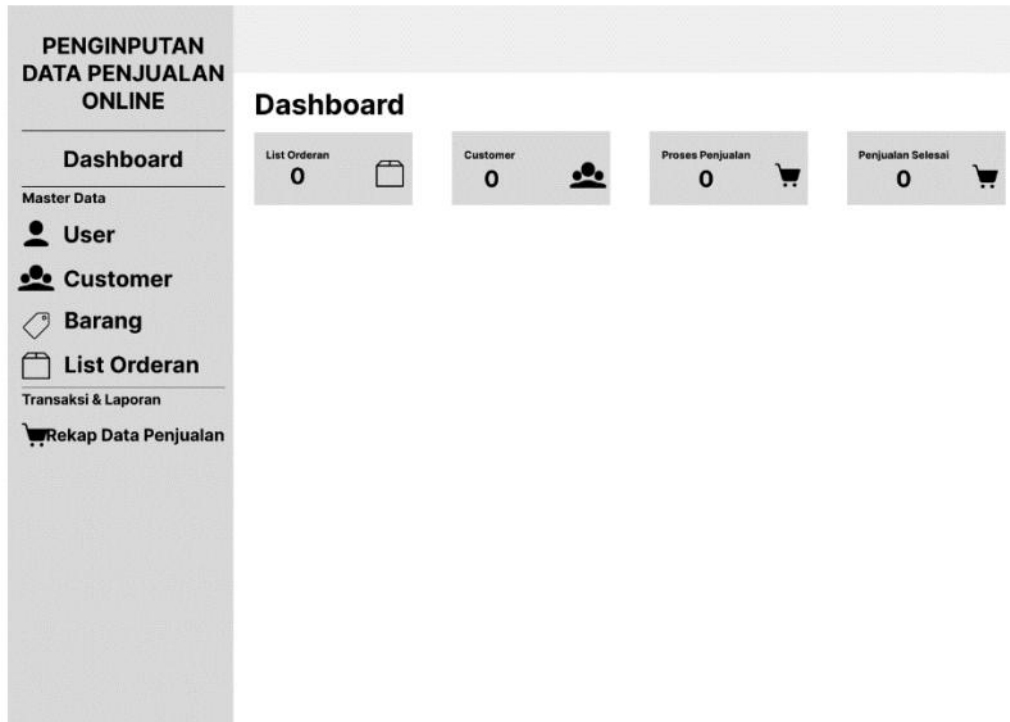 PENGINPUTAN
DATA PENJUALAN
ONLINE
Dashboard
Master Data
User
Customer
Barang
List Orderan
Transaksi & Laporan
Rekap Data Penjualan
Dashboard
List Orderan
0
Customer
0
Proses Penjualan
0
Penjualan Selesai
0